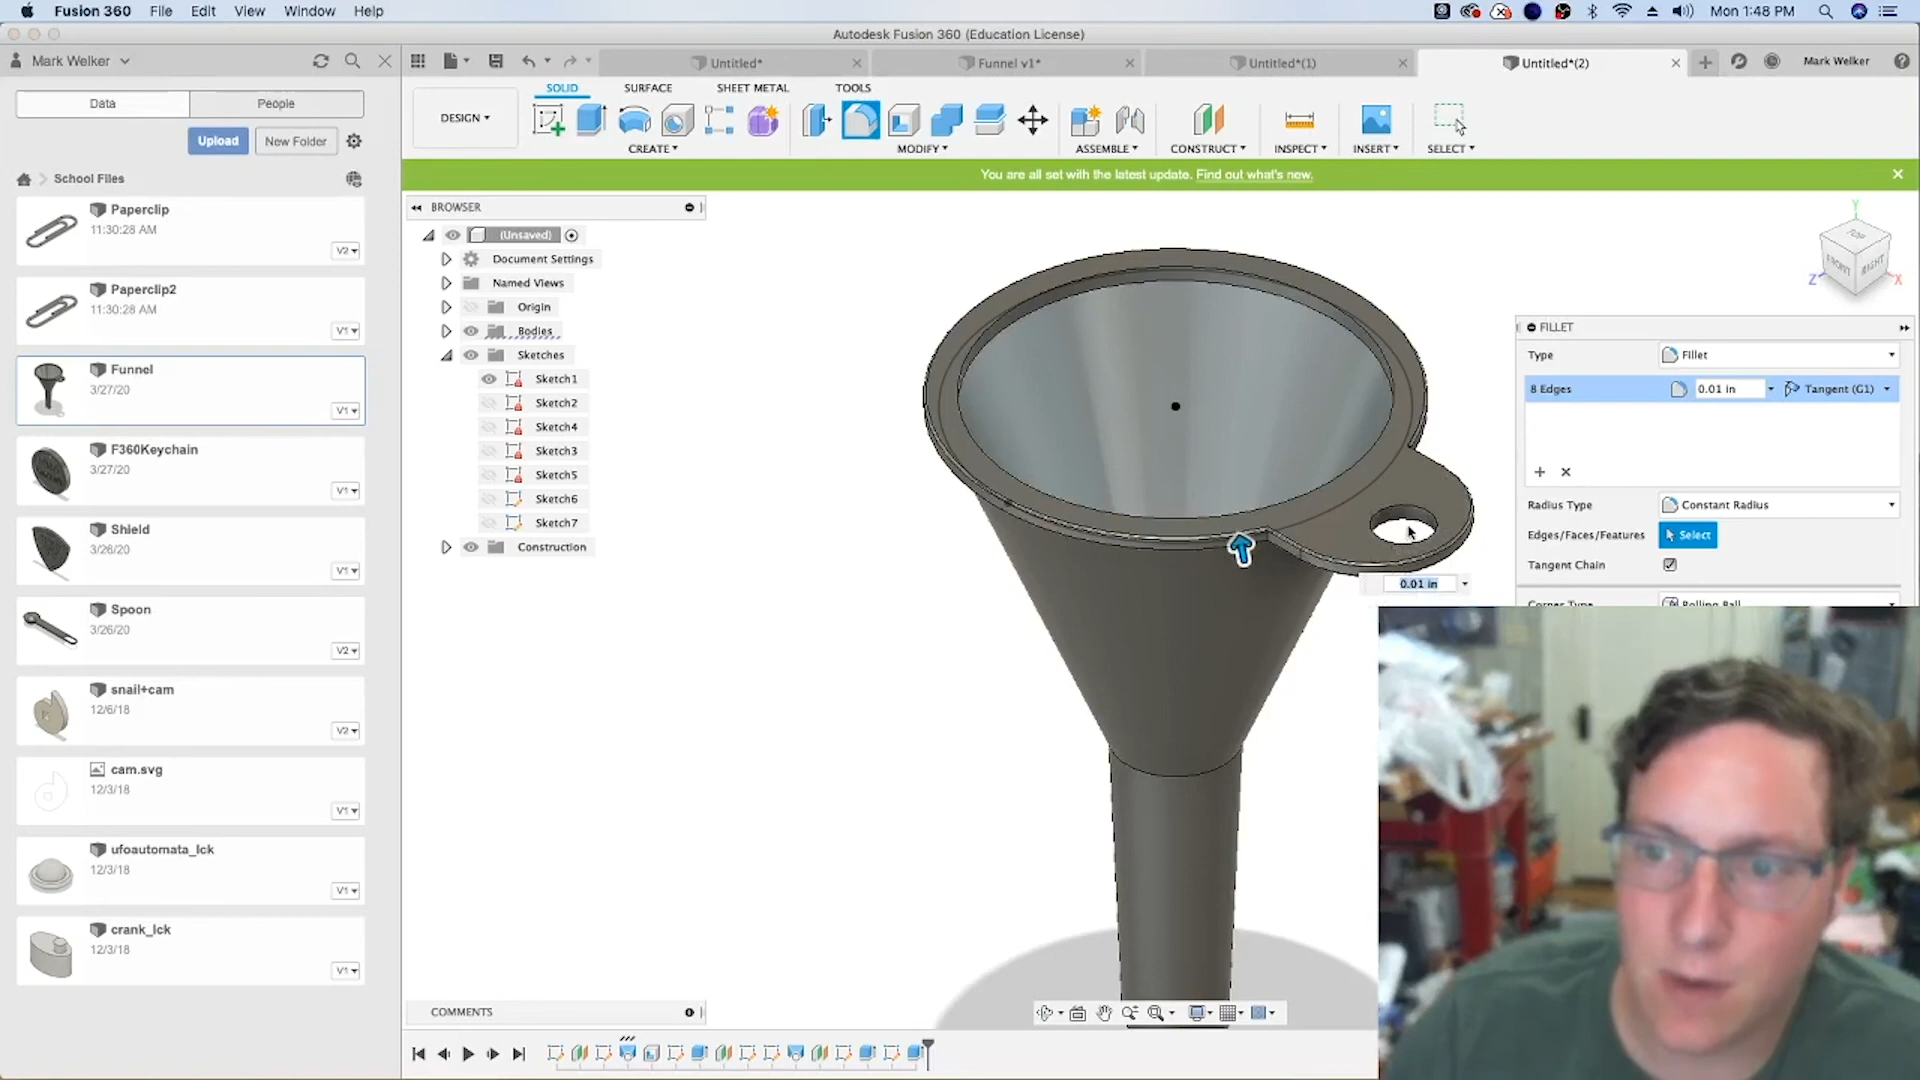 Fusion 360 File Edit View Window Help
Mon 1:48 PM
Autodesk Fusion 360 (Education License)
Mark Welker
Untitled*
Funnel v1*
Untitled*(1)
Untitled*(2)
Mark Welker
Data
People
Upload
New Folder
School Files
DESIGN
SOLID
SURFACE
SHEET METAL
TOOLS
CREATE
MODIFY
ASSEMBLE
CONSTRUCT
INSPECT
INSERT
SELECT
You are all set with the latest update. Find out what's new.
Paperclip
11:30:28 AM
V2
Paperclip2
11:30:28 AM
V1
Funnel
3/27/20
V1
F360Keychain
3/27/20
V1
Shield
3/26/20
V1
Spoon
3/26/20
V2
snail+cam
12/6/18
V2
cam.svg
12/3/18
V1
ufoautomata_lck
12/3/18
V1
crank_lck
12/3/18
V1
BROWSER
(Unsaved)
Document Settings
Named Views
Origin
Bodies
Sketches
Sketch1
Sketch2
Sketch4
Sketch3
Sketch5
Sketch6
Sketch7
Construction
Y
TOP
FRONT
RIGHT
Z
X
FILLET
Type
Fillet
8 Edges
0.01 in
Tangent (G1)
Radius Type
Constant Radius
Edges/Faces/Features
Select
Tangent Chain
Corner Type
Rolling Ball
0.01 in
COMMENTS